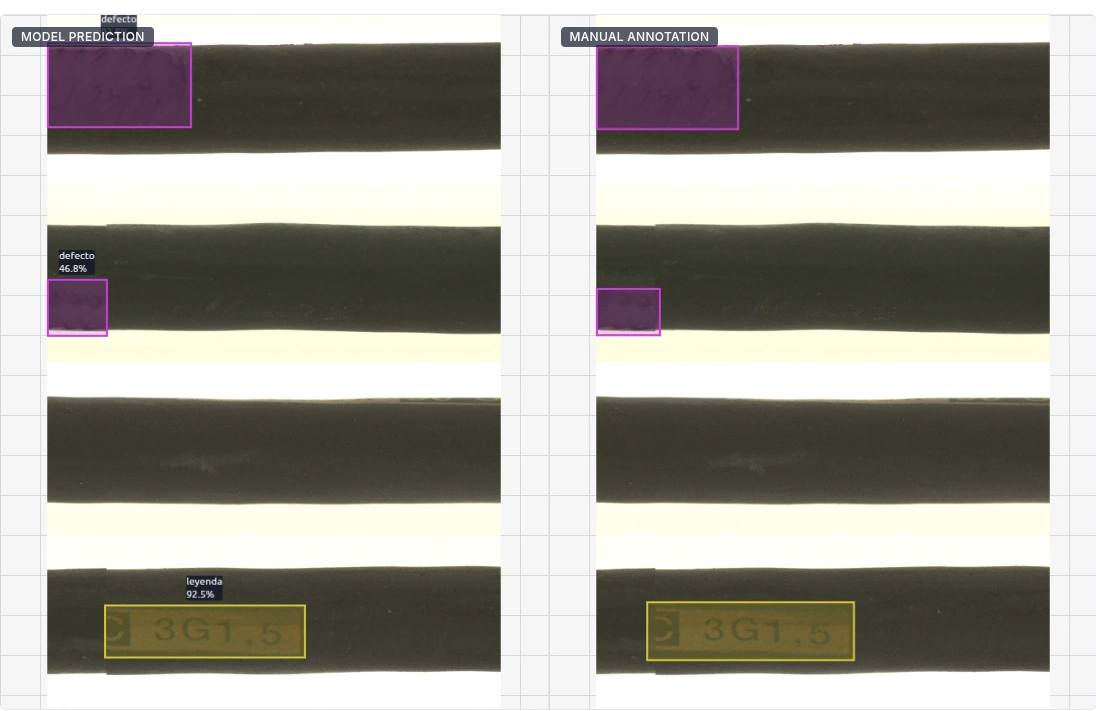 defecto
MODEL PREDICTION
MANUAL ANNOTATION
defecto
46.8%
leyenda
92.5%
C 3G1,5
C 3G1,5